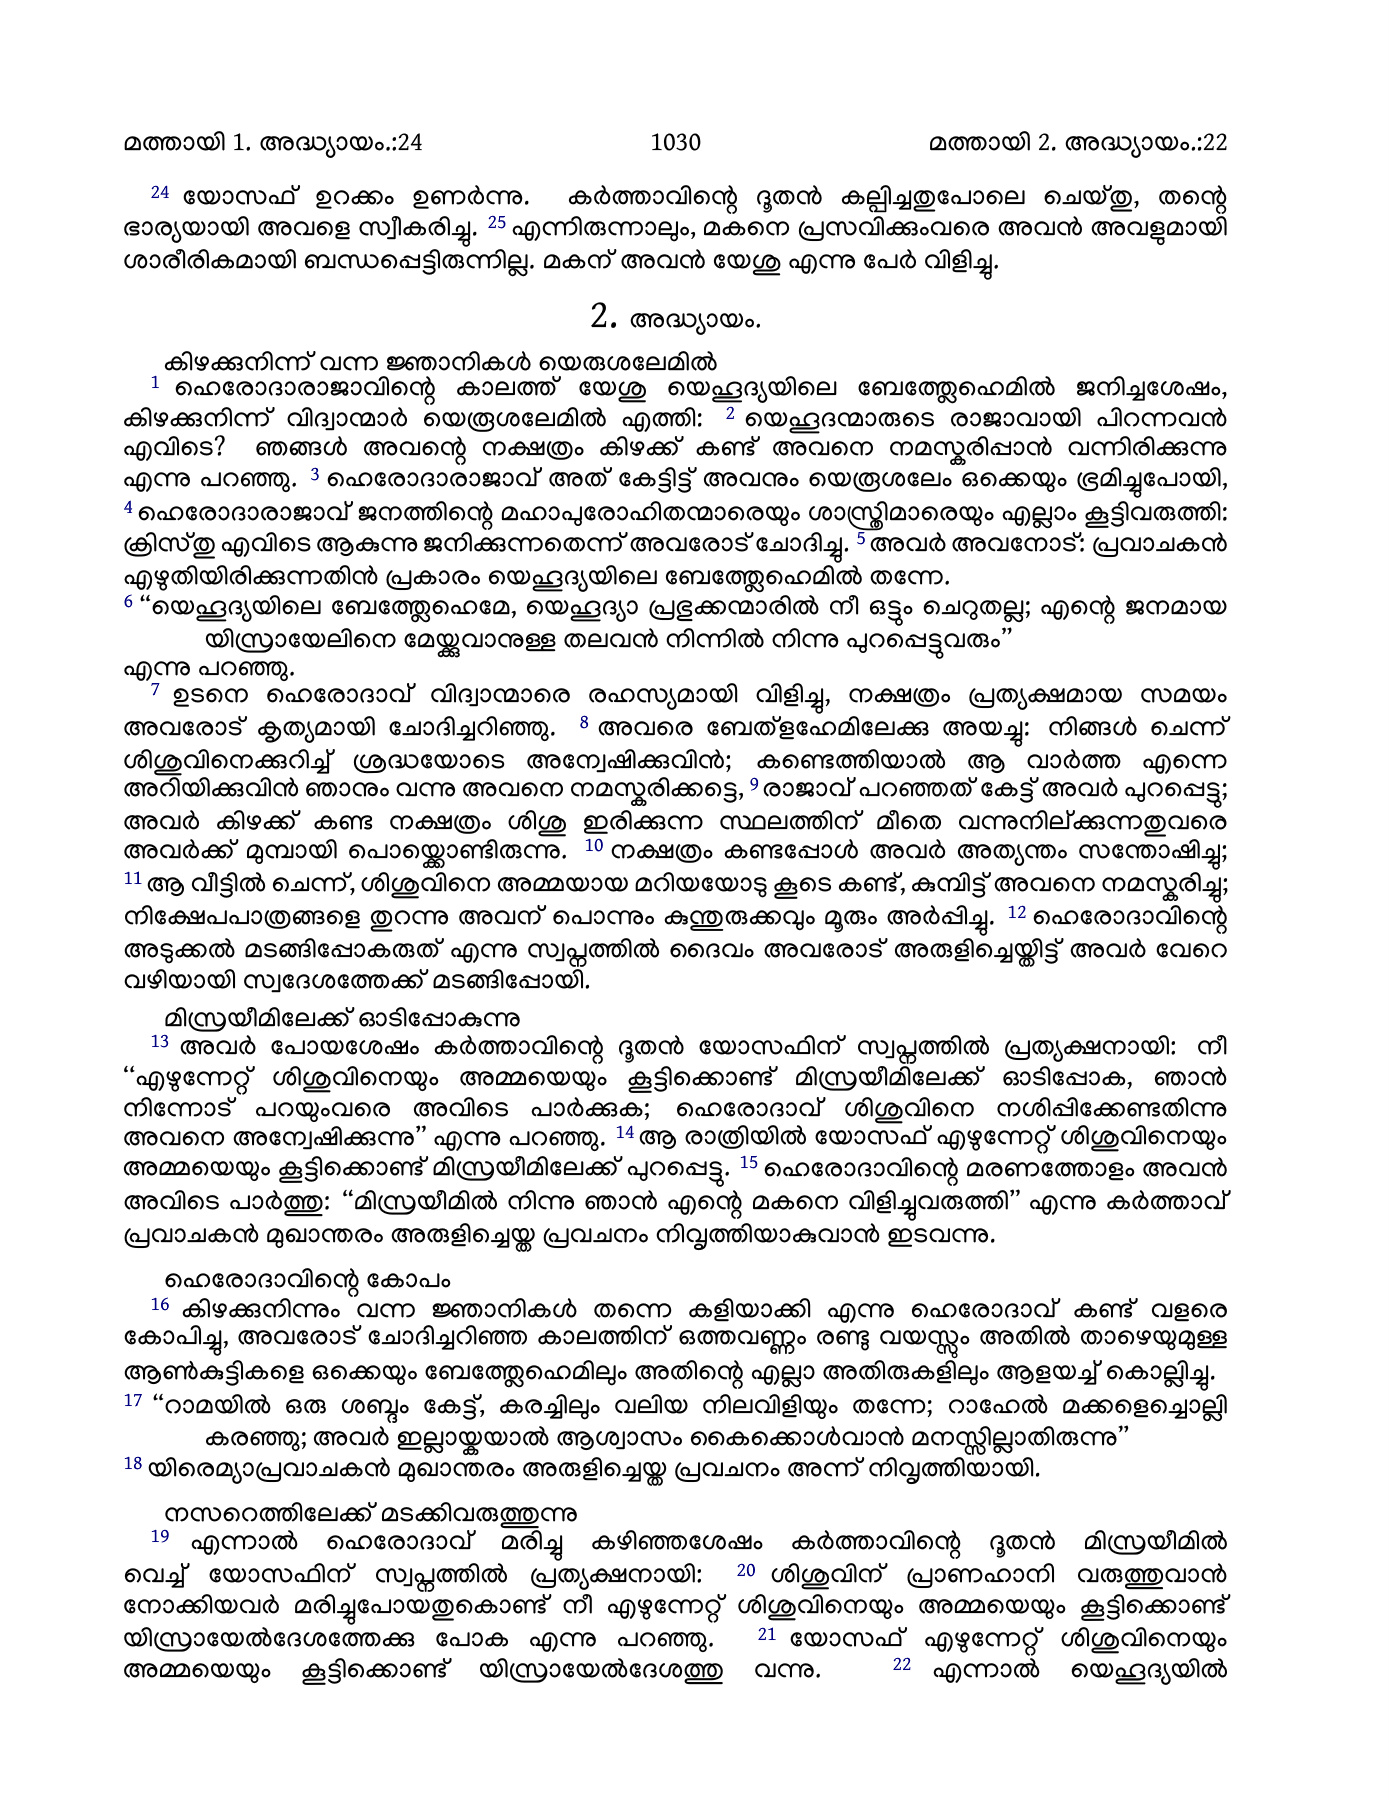 മത്തായി 1. അദ്ധ്യായം.:24 1030 മത്തായി 2. അദ്ധ്യായം.:22
24 യോസഫ് ഉറക്കം ഉണർന്നു. കർത്താവിന്റെ ദൂതൻ കല്പിച്ചതുപോലെ ചെയ്തു, തന്റെ
ഭാര്യയായി അവളെ സ്വീകരിച്ചു. 25 എന്നിരുന്നാലും, മകനെ പ്രസവിക്കുംവരെ അവൻ അവളുമായി
ശാരീരികമായി ബന്ധപ്പെട്ടിരുന്നില്ല. മകന് അവൻ യേശു എന്നു പേർ വിളിച്ചു.
2. അദ്ധ്യായം.
കിഴക്കുനിന്ന് വന്ന ജ്ഞാനികൾ യെരുശലേമിൽ
1 ഹെരോദാരാജാവിന്റെ കാലത്ത് യേശു യെഹൂദ്യയിലെ ബേത്ത്ലേഹെമിൽ ജനിച്ചശേഷം,
കിഴക്കുനിന്ന് വിദ്വാന്മാർ യെരൂശലേമിൽ എത്തി: 2 യെഹൂദന്മാരുടെ രാജാവായി പിറന്നവൻ
എവിടെ? ഞങ്ങൾ അവന്റെ നക്ഷത്രം കിഴക്ക് കണ്ട് അവനെ നമസ്കരിപ്പാൻ വന്നിരിക്കുന്നു
എന്നു പറഞ്ഞു. 3 ഹെരോദാരാജാവ് അത് കേട്ടിട്ട് അവനും യെരൂശലേം ഒക്കെയും ഭ്രമിച്ചുപോയി,
4 ഹെരോദാരാജാവ് ജനത്തിന്റെ മഹാപുരോഹിതന്മാരെയും ശാസ്ത്രിമാരെയും എല്ലാം കൂട്ടിവരുത്തി:
ക്രിസ്തു എവിടെ ആകുന്നു ജനിക്കുന്നതെന്ന് അവരോട് ചോദിച്ചു. 5 അവർ അവനോട്: പ്രവാചകൻ
എഴുതിയിരിക്കുന്നതിൻ പ്രകാരം യെഹൂദ്യയിലെ ബേത്ത്ലേഹെമിൽ തന്നേ.
6 “യെഹൂദ്യയിലെ ബേത്ത്ലേഹെമേ, യെഹൂദ്യാ പ്രഭുക്കന്മാരിൽ നീ ഒട്ടും ചെറുതല്ല; എന്റെ ജനമായ
യിസ്രായേലിനെ മേയ്ക്കുവാനുള്ള തലവൻ നിന്നിൽ നിന്നു പുറപ്പെട്ടുവരും”
എന്നു പറഞ്ഞു.
7 ഉടനെ ഹെരോദാവ് വിദ്വാന്മാരെ രഹസ്യമായി വിളിച്ചു, നക്ഷത്രം പ്രത്യക്ഷമായ സമയം
അവരോട് കൃത്യമായി ചോദിച്ചറിഞ്ഞു. 8 അവരെ ബേത്ളഹേമിലേക്കു അയച്ചു: നിങ്ങൾ ചെന്ന്
ശിശുവിനെക്കുറിച്ച് ശ്രദ്ധയോടെ അന്വേഷിക്കുവിൻ; കണ്ടെത്തിയാൽ ആ വാർത്ത എന്നെ
അറിയിക്കുവിൻ ഞാനും വന്നു അവനെ നമസ്കരിക്കട്ടെ, 9 രാജാവ് പറഞ്ഞത് കേട്ട് അവർ പുറപ്പെട്ടു;
അവർ കിഴക്ക് കണ്ട നക്ഷത്രം ശിശു ഇരിക്കുന്ന സ്ഥലത്തിന് മീതെ വന്നുനില്ക്കുന്നതുവരെ
അവർക്ക് മുമ്പായി പൊയ്ക്കൊണ്ടിരുന്നു. 10 നക്ഷത്രം കണ്ടപ്പോൾ അവർ അത്യന്തം സന്തോഷിച്ചു;
11 ആ വീട്ടിൽ ചെന്ന്, ശിശുവിനെ അമ്മയായ മറിയയോടു കൂടെ കണ്ട്, കുമ്പിട്ട് അവനെ നമസ്കരിച്ചു;
നിക്ഷേപപാത്രങ്ങളെ തുറന്നു അവന് പൊന്നും കുന്തുരുക്കവും മൂരും അർപ്പിച്ചു. 12 ഹെരോദാവിന്റെ
അടുക്കൽ മടങ്ങിപ്പോകരുത് എന്നു സ്വപ്നത്തിൽ ദൈവം അവരോട് അരുളിച്ചെയ്തിട്ട് അവർ വേറെ
വഴിയായി സ്വദേശത്തേക്ക് മടങ്ങിപ്പോയി.
മിസ്രയീമിലേക്ക് ഓടിപ്പോകുന്നു
13 അവർ പോയശേഷം കർത്താവിന്റെ ദൂതൻ യോസഫിന് സ്വപ്നത്തിൽ പ്രത്യക്ഷനായി: നീ
“എഴുന്നേറ്റ് ശിശുവിനെയും അമ്മയെയും കൂട്ടിക്കൊണ്ട് മിസ്രയീമിലേക്ക് ഓടിപ്പോക, ഞാൻ
നിന്നോട് പറയുംവരെ അവിടെ പാർക്കുക; ഹെരോദാവ് ശിശുവിനെ നശിപ്പിക്കേണ്ടതിന്നു
അവനെ അന്വേഷിക്കുന്നു” എന്നു പറഞ്ഞു. 14 ആ രാത്രിയിൽ യോസഫ് എഴുന്നേറ്റ് ശിശുവിനെയും
അമ്മയെയും കൂട്ടിക്കൊണ്ട് മിസ്രയീമിലേക്ക് പുറപ്പെട്ടു. 15 ഹെരോദാവിന്റെ മരണത്തോളം അവൻ
അവിടെ പാർത്തു: “മിസ്രയീമിൽ നിന്നു ഞാൻ എന്റെ മകനെ വിളിച്ചുവരുത്തി” എന്നു കർത്താവ്
പ്രവാചകൻ മുഖാന്തരം അരുളിച്ചെയ്ത പ്രവചനം നിവൃത്തിയാകുവാൻ ഇടവന്നു.
ഹെരോദാവിന്റെ കോപം
16 കിഴക്കുനിന്നും വന്ന ജ്ഞാനികൾ തന്നെ കളിയാക്കി എന്നു ഹെരോദാവ് കണ്ട് വളരെ
കോപിച്ചു, അവരോട് ചോദിച്ചറിഞ്ഞ കാലത്തിന് ഒത്തവണ്ണം രണ്ടു വയസ്സും അതിൽ താഴെയുമുള്ള
ആൺകുട്ടികളെ ഒക്കെയും ബേത്ത്ലേഹെമിലും അതിന്റെ എല്ലാ അതിരുകളിലും ആളയച്ച് കൊല്ലിച്ചു.
17 “റാമയിൽ ഒരു ശബ്ദം കേട്ട്, കരച്ചിലും വലിയ നിലവിളിയും തന്നേ; റാഹേൽ മക്കളെച്ചൊല്ലി
കരഞ്ഞു; അവർ ഇല്ലായ്കയാൽ ആശ്വാസം കൈക്കൊൾവാൻ മനസ്സില്ലാതിരുന്നു”
18 യിരെമ്യാപ്രവാചകൻ മുഖാന്തരം അരുളിച്ചെയ്ത പ്രവചനം അന്ന് നിവൃത്തിയായി.
നസറെത്തിലേക്ക് മടക്കിവരുത്തുന്നു
19 എന്നാൽ ഹെരോദാവ് മരിച്ചു കഴിഞ്ഞശേഷം കർത്താവിന്റെ ദൂതൻ മിസ്രയീമിൽ
വെച്ച് യോസഫിന് സ്വപ്നത്തിൽ പ്രത്യക്ഷനായി: 20 ശിശുവിന് പ്രാണഹാനി വരുത്തുവാൻ
നോക്കിയവർ മരിച്ചുപോയതുകൊണ്ട് നീ എഴുന്നേറ്റ് ശിശുവിനെയും അമ്മയെയും കൂട്ടിക്കൊണ്ട്
യിസ്രായേൽദേശത്തേക്കു പോക എന്നു പറഞ്ഞു. 21 യോസഫ് എഴുന്നേറ്റ് ശിശുവിനെയും
അമ്മയെയും കൂട്ടിക്കൊണ്ട് യിസ്രായേൽദേശത്തു വന്നു. 22 എന്നാൽ യെഹൂദ്യയിൽ